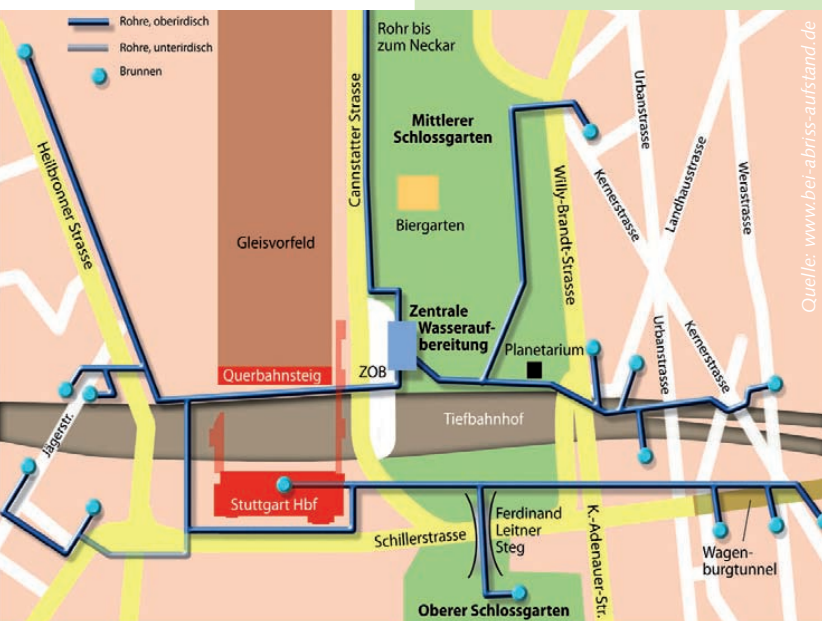 Rohre, oberirdisch
Rohre, unterirdisch
Brunnen
Rohr bis
zum Neckar
Mittlerer
Schlossgarten
Biergarten
Cannstatter Strasse
Heilbronner Strasse
Gleisvorfeld
Willy-Brandt-Strasse
Urbanstrasse
Kernerstrasse
Landhausstrasse
Werastrasse
Quelle: www.bei-abriss-aufstand.de
Zentrale
Wasserauf-
bereitung
Planetarium
Urbanstrasse
Kernerstrasse
Querbahnsteig
ZOB
Tiefbahnhof
Jägerstr.
Stuttgart Hbf
Schillerstrasse
Ferdinand
Leitner
Steg
K.-Adenauer-Str.
Wagen-
burgtunnel
Oberer Schlossgarten